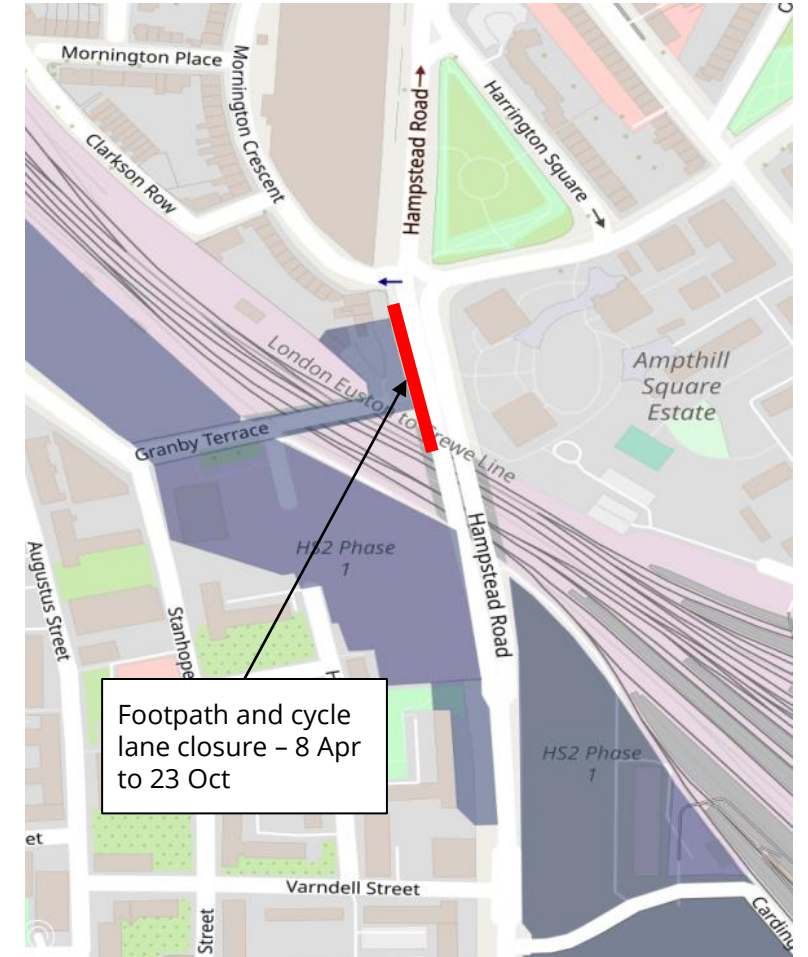 Mornington Place
Mornington Crescent
Clarkson Row
Hampstead Road→
Harrington Square
London Euston to Crewe Line
Ampthill
Square
Estate
Granby Terrace
HS2 Phase
1
Hampstead Road
Augustus Street
Stanhope
Street
H
Footpath and cycle
lane closure – 8 Apr
to 23 Oct
HS2 Phase
1
et
Varndell Street
Carding